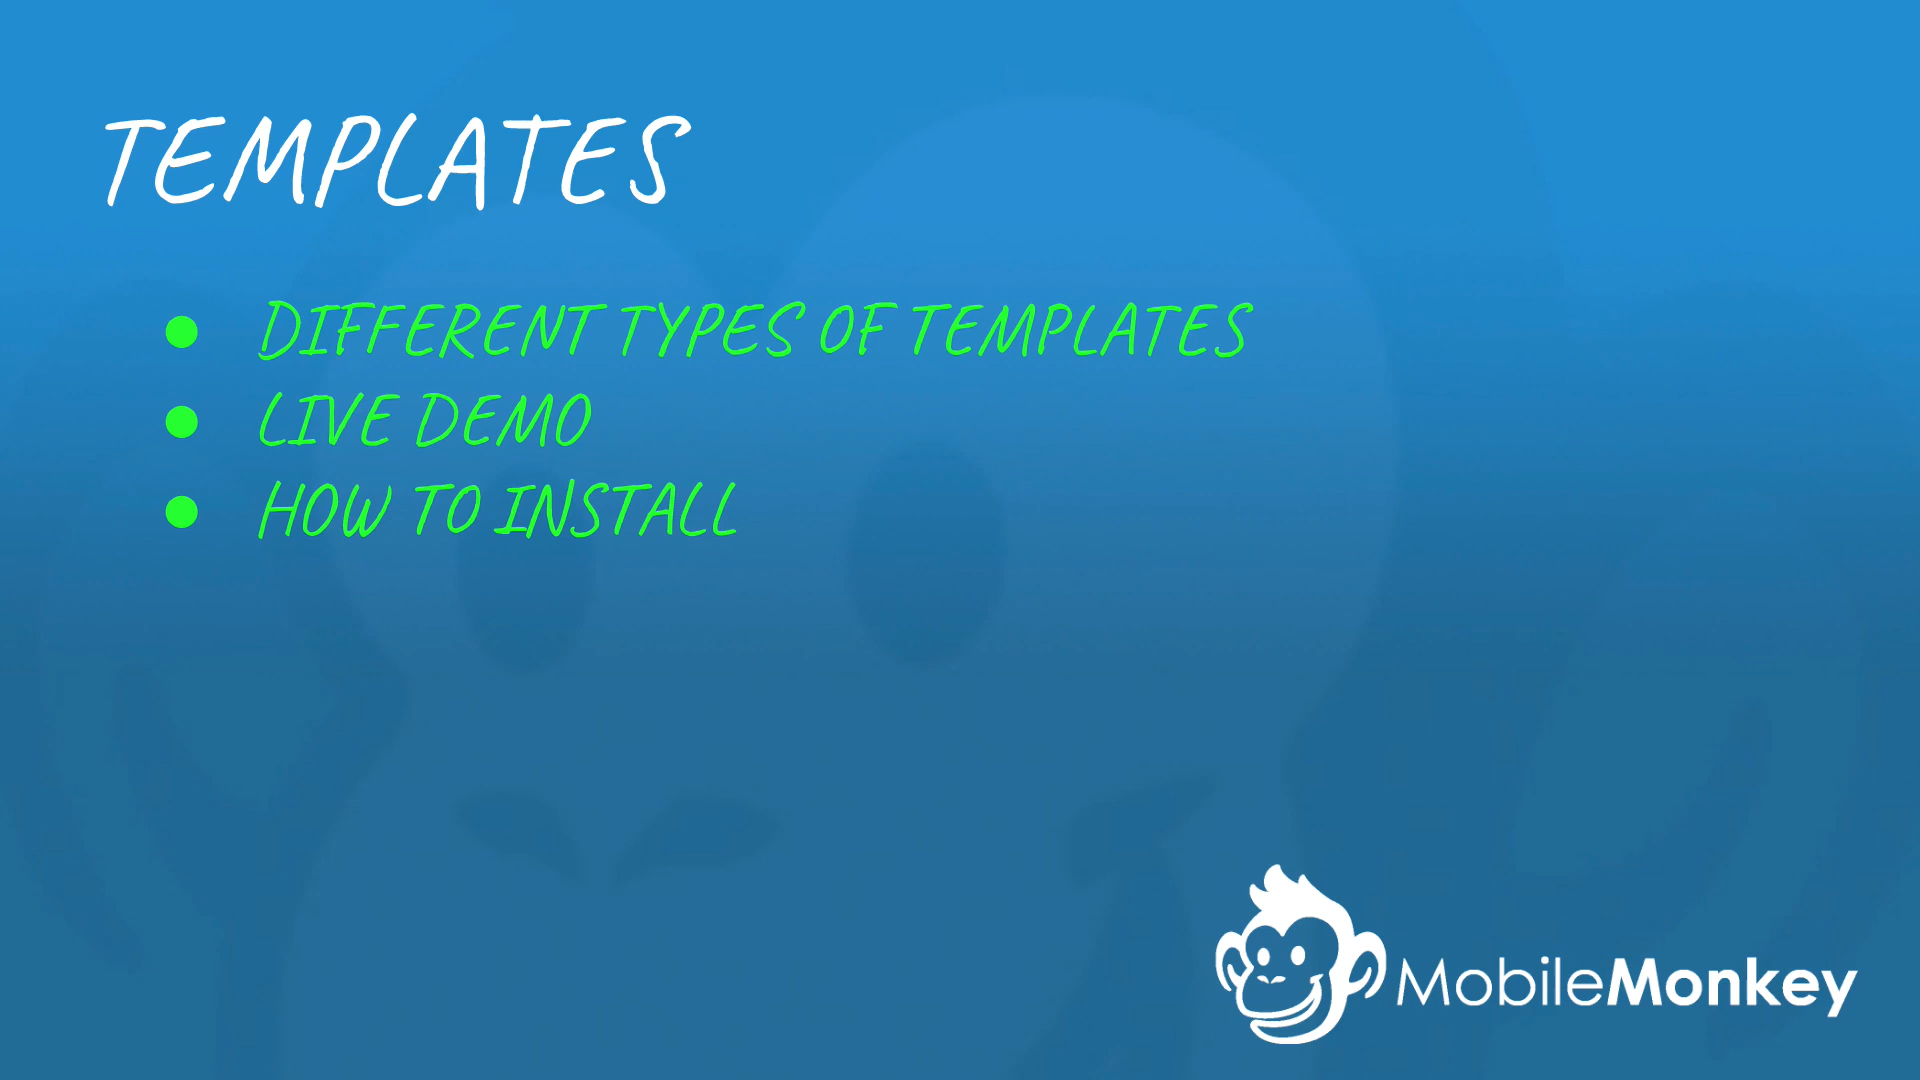 TEMPLATES
● DIFFERENT TYPES OF TEMPLATES
● LIVE DEMO
● HOW TO INSTALL
MobileMonkey